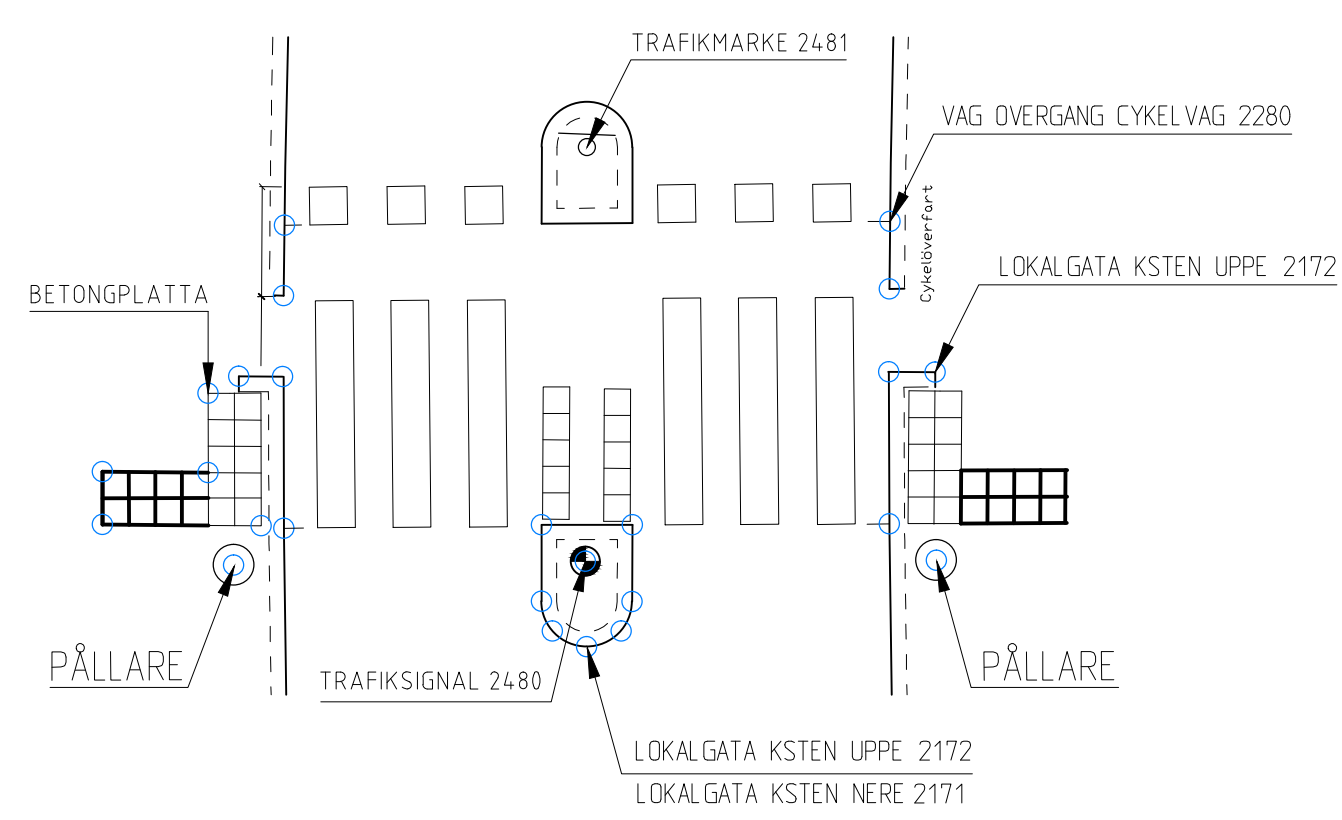 TRAFIKMARKE 2481
VAG OVERGANG CYKELVAG 2280
Cykelöverfart
LOKALGATA KSTEN UPPE 2172
BETONGPLATTA
PÅLLARE
PÅLLARE
TRAFIKSIGNAL 2480
LOKALGATA KSTEN UPPE 2172
LOKALGATA KSTEN NERE 2171